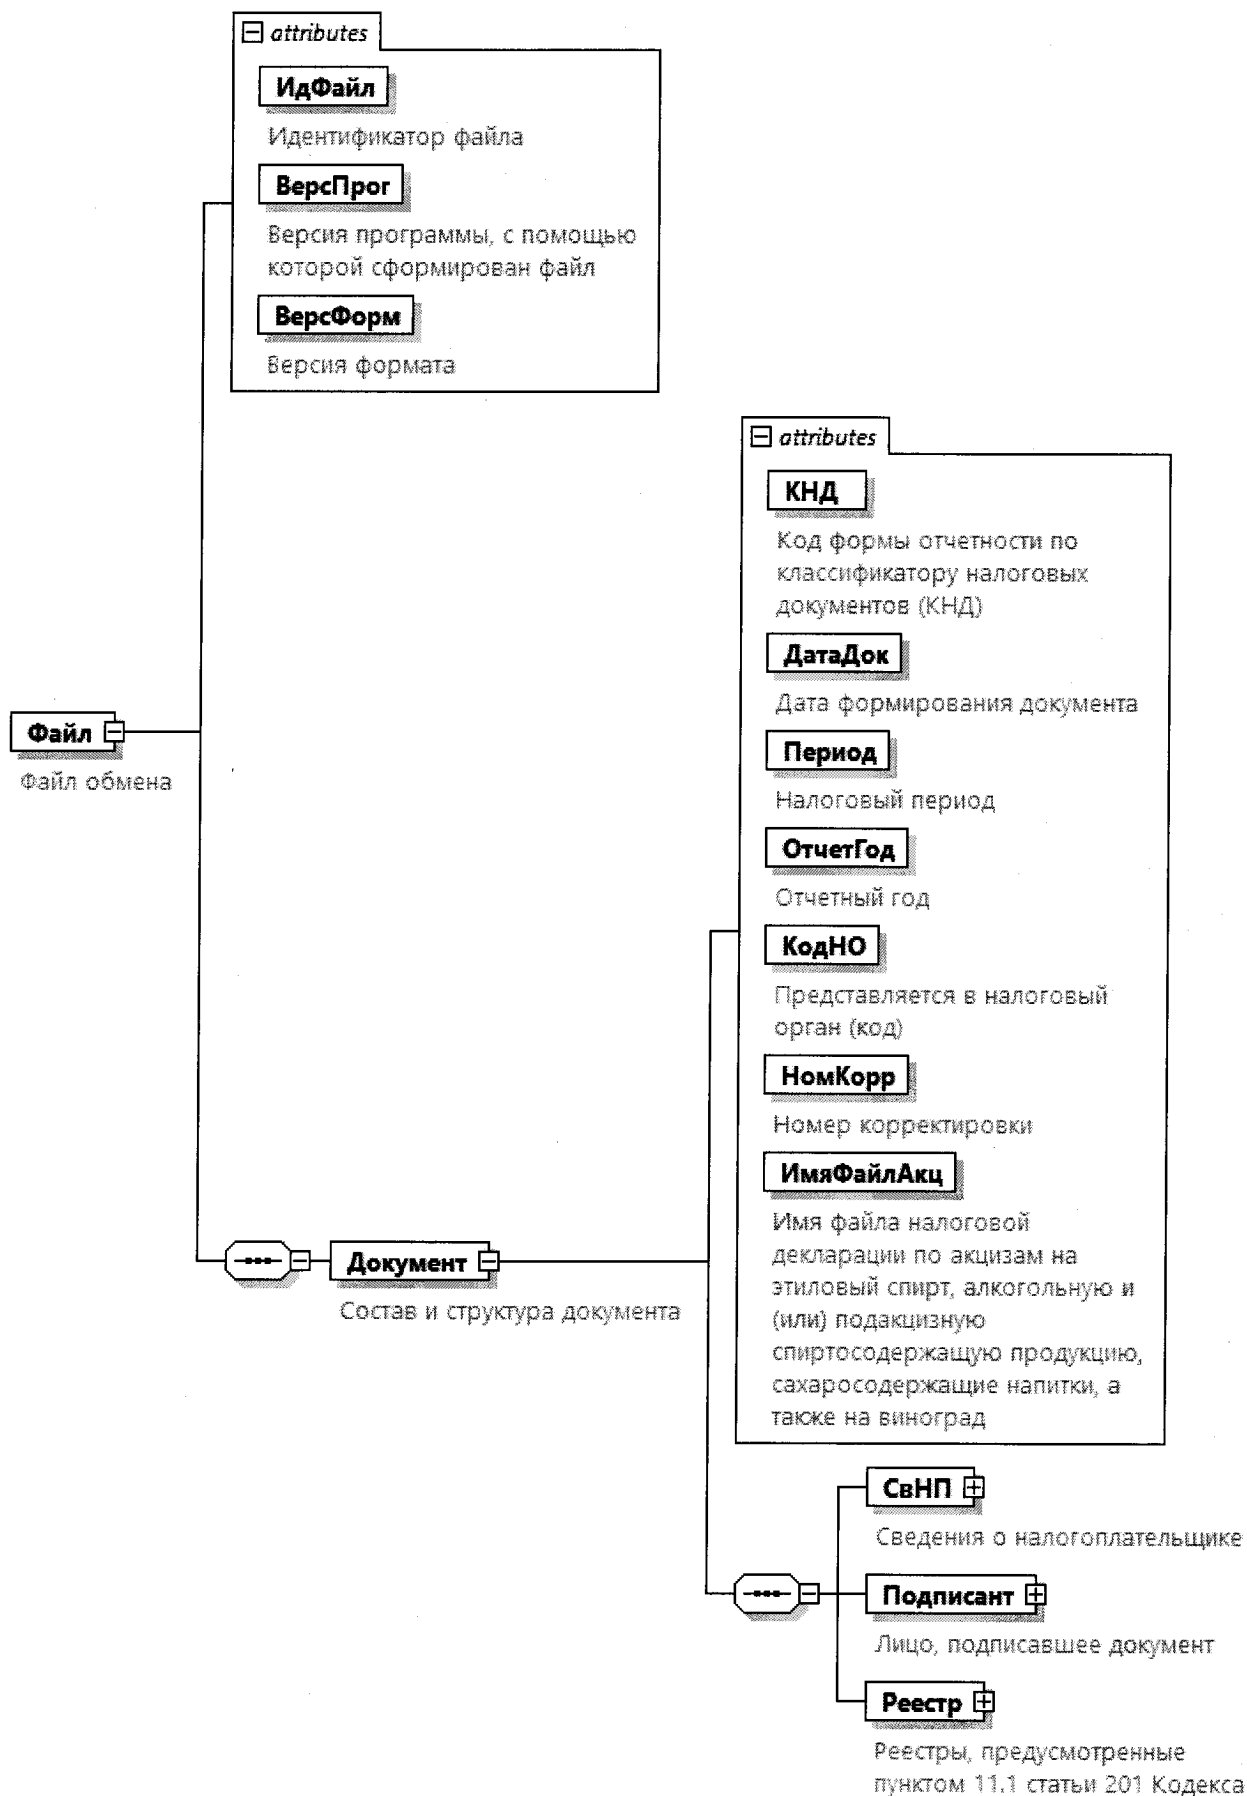 attributes
ИдФайл
Идентификатор файла
ВерсПрог
Версия программы, с помощью
которой сформирован файл
ВерсФорм
Версия формата
attributes
КНД
Код формы отчетности по
классификатору налоговых
документов (КНД)
ДатаДок
Дата формирования документа
Период
Налоговый период
ОтчетГод
Отчетный год
КодНО
Представляется в налоговый
орган (код)
НомКорр
Номер корректировки
ИмяФайлАкц
Имя файла налоговой
декларации по акцизам на
этиловый спирт, алкогольную и
(или) подакцизную
спиртосодержащую продукцию,
сахаросодержащие напитки, а
также на виноград
Файл
Файл обмена
Документ
Состав и структура документа
СвНП
Сведения о налогоплательщике
Подписант
Лицо, подписавшее документ
Реестр
Реестры, предусмотренные
пунктом 11.1 статьи 201 Кодекса